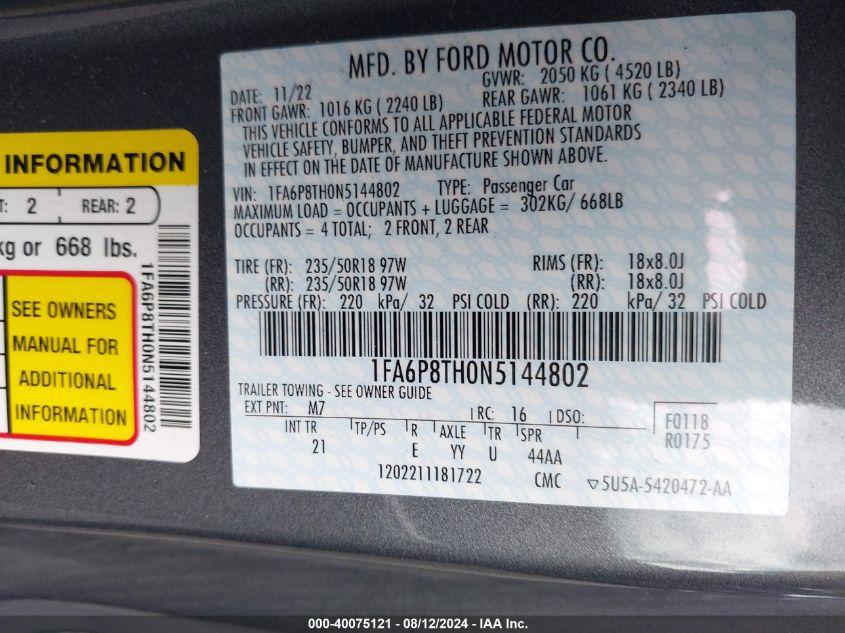 INFORMATION
T: 2 REAR: 2
kg or 668 lbs.
SEE OWNERS
MANUAL FOR
ADDITIONAL
INFORMATION
1FA6P8TH0N5144802
MFD. BY FORD MOTOR CO.
DATE: 11/22 GVWR: 2050 KG ( 4520 LB)
FRONT GAWR: 1016 KG ( 2240 LB) REAR GAWR: 1061 KG ( 2340 LB)
THIS VEHICLE CONFORMS TO ALL APPLICABLE FEDERAL MOTOR
VEHICLE SAFETY, BUMPER, AND THEFT PREVENTION STANDARDS
IN EFFECT ON THE DATE OF MANUFACTURE SHOWN ABOVE.
VIN: 1FA6P8TH0N5144802 TYPE: Passenger Car
MAXIMUM LOAD = OCCUPANTS + LUGGAGE = 302KG/ 668LB
OCCUPANTS = 4 TOTAL; 2 FRONT, 2 REAR
TIRE (FR): 235/50R18 97W RIMS (FR): 18x8.0J
(RR): 235/50R18 97W (RR): 18x8.0J
PRESSURE (FR): 220 kPa/ 32 PSI COLD (RR): 220 kPa/ 32 PSI COLD
1FA6P8TH0N5144802
TRAILER TOWING - SEE OWNER GUIDE
EXT PNT: M7 RC: 16 DSO: F0118
INT TR TP/PS R AXLE TR SPR R0175
21 E YY U 44AA
1202211181722 CMC ▽5U5A-5420472-AA
000-40075121 - 08/12/2024 - IAA Inc.